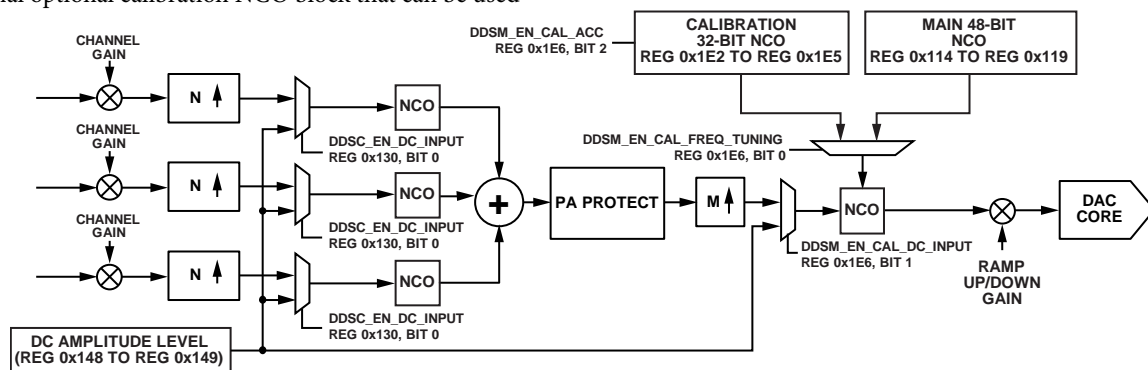 nal optional calibration NCO block that can be used
CHANNEL
GAIN
N
DDSC_EN_DC_INPUT
REG 0x130, BIT 0
NCO
CHANNEL
GAIN
N
DDSC_EN_DC_INPUT
REG 0x130, BIT 0
NCO
CHANNEL
GAIN
N
DDSC_EN_DC_INPUT
REG 0x130, BIT 0
NCO
DC AMPLITUDE LEVEL
(REG 0x148 TO REG 0x149)
+
PA PROTECT
M
DDSM_EN_CAL_ACC
REG 0x1E6, BIT 2
CALIBRATION
32-BIT NCO
REG 0x1E2 TO REG 0x1E5
MAIN 48-BIT
NCO
REG 0x114 TO REG 0x119
DDSM_EN_CAL_FREQ_TUNING
REG 0x1E6, BIT 0
NCO
DDSM_EN_CAL_DC_INPUT
REG 0x1E6, BIT 1
RAMP
UP/DOWN
GAIN
DAC
CORE